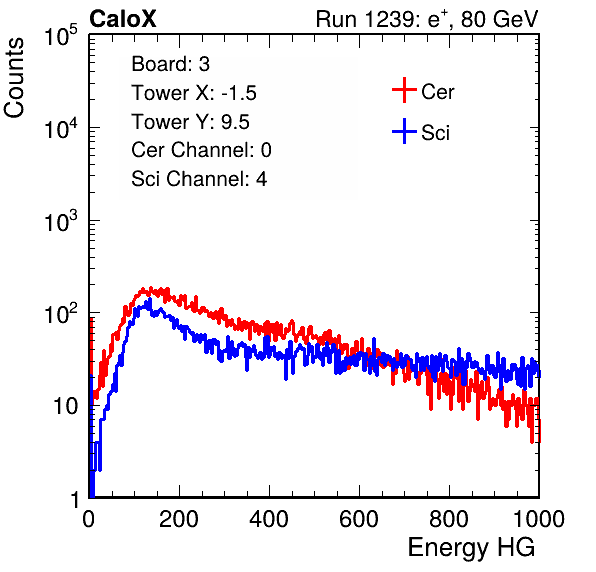 CaloX Run 1239: e⁺, 80 GeV
Counts
Board: 3
Tower X: -1.5
Tower Y: 9.5
Cer Channel: 0
Sci Channel: 4
Cer
Sci
10⁵
10⁴
10³
10²
10
1
0 200 400 600 800 1000
Energy HG